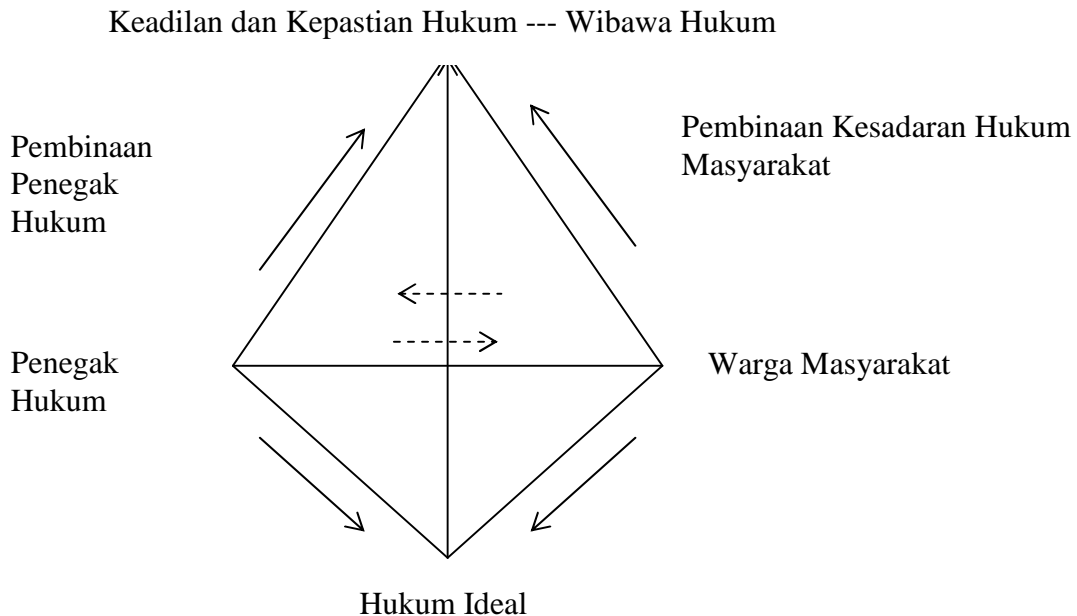 Keadilan dan Kepastian Hukum --- Wibawa Hukum
Pembinaan
Penegak
Hukum
Pembinaan Kesadaran Hukum
Masyarakat
Penegak
Hukum
Warga Masyarakat
Hukum Ideal